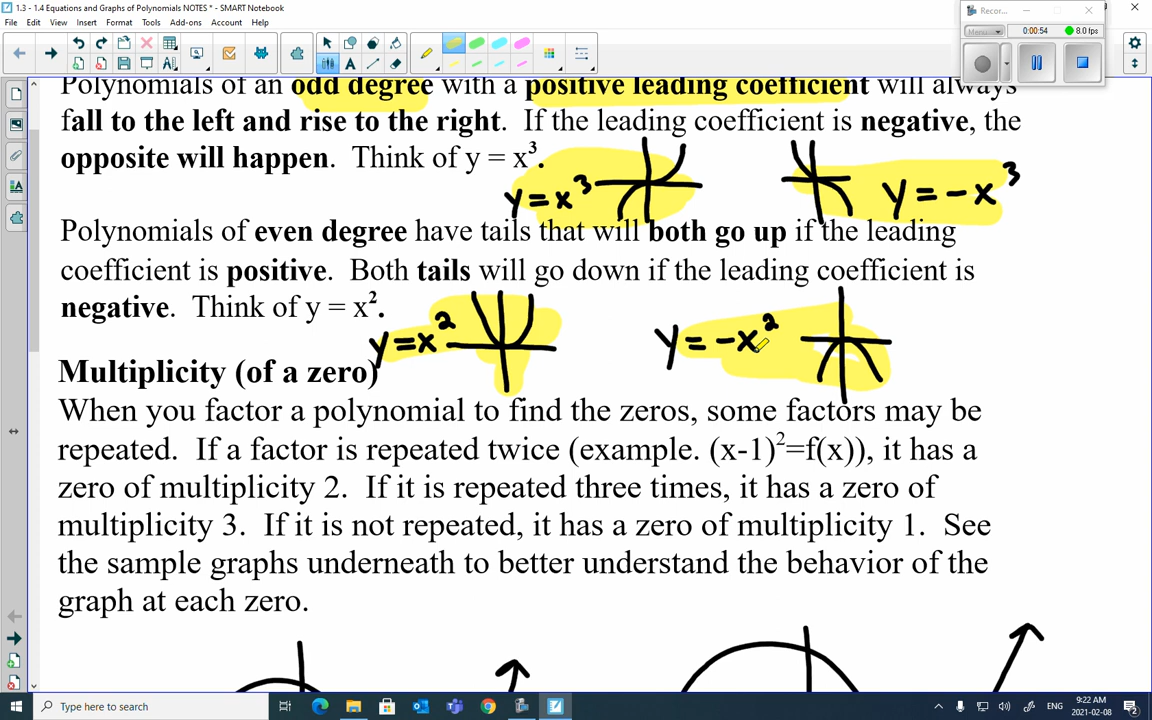 1.3 - 1.4 Equations and Graphs of Polynomials NOTES * - SMART Notebook
Recor...
File Edit View Insert Format Tools Add-ons Account Help
Menu
0:00:54
8.0 fps
Polynomials of an odd degree with a positive leading coefficient will always
fall to the left and rise to the right. If the leading coefficient is negative, the
opposite will happen. Think of y = x³.
y = x³
y = -x³
Polynomials of even degree have tails that will both go up if the leading
coefficient is positive. Both tails will go down if the leading coefficient is
negative. Think of y = x².
y = x²
y = -x²
Multiplicity (of a zero)
When you factor a polynomial to find the zeros, some factors may be
repeated. If a factor is repeated twice (example. (x-1)²=f(x)), it has a
zero of multiplicity 2. If it is repeated three times, it has a zero of
multiplicity 3. If it is not repeated, it has a zero of multiplicity 1. See
the sample graphs underneath to better understand the behavior of the
graph at each zero.
Type here to search
ENG
9:22 AM
2021-02-08
2